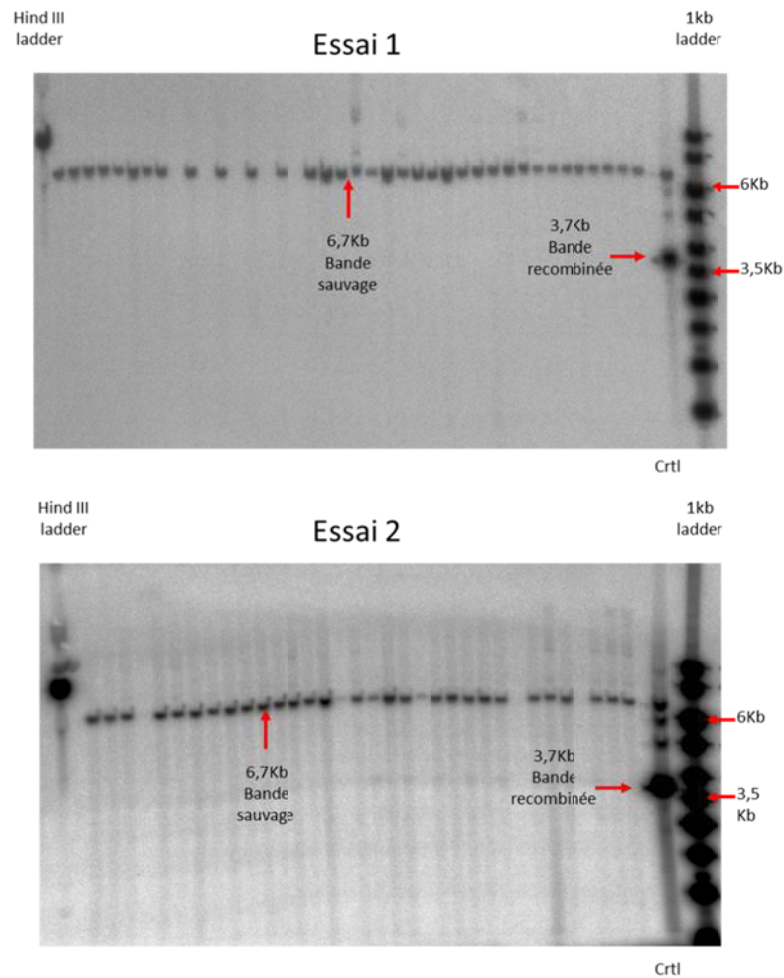 Hind III
ladder
Essai 1
1kb
ladder
6Kb
6,7Kb
Bande
sauvage
3,7Kb
Bande
recombinée
3,5Kb
Crtl
Hind III
ladder
Essai 2
1kb
ladder
6Kb
6,7Kb
Bande
sauvage
3,7Kb
Bande
recombinée
3,5
Kb
Crtl